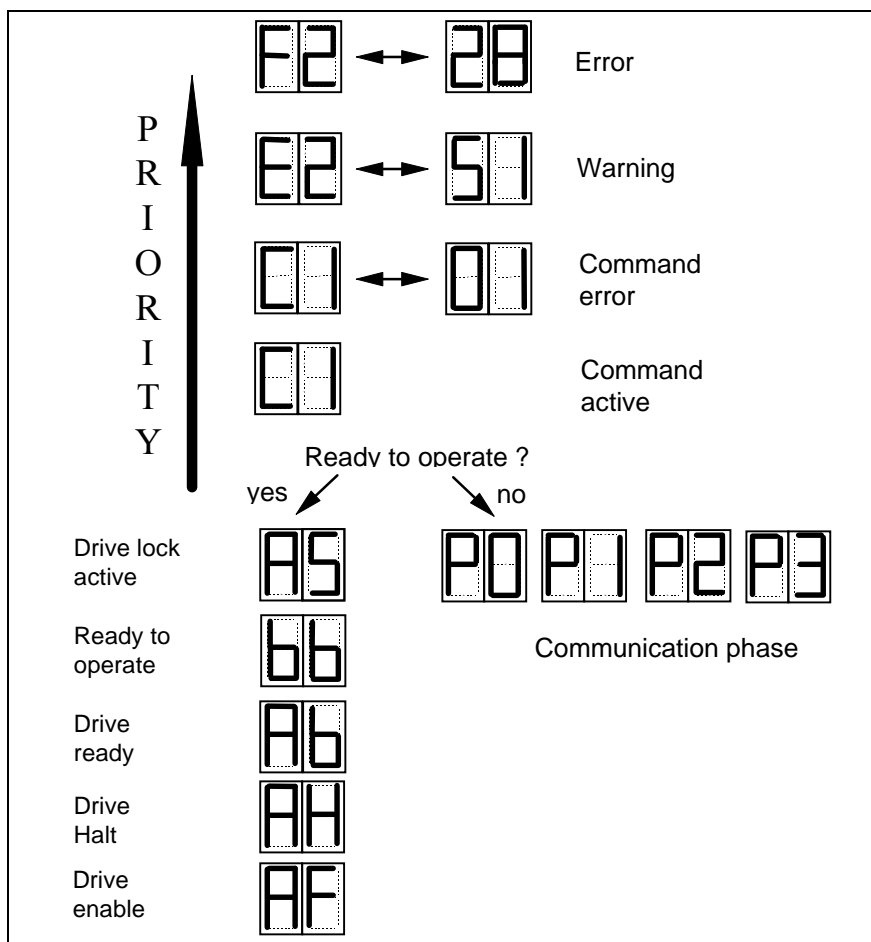 F2 28 Error
PRIORITY
E2 51 Warning
C1 01 Command
error
C1 Command
active
Ready to operate ?
yes no
Drive lock
active
A5 P0 P1 P2 P3
Ready to
operate
bb
Communication phase
Drive
ready
Ab
Drive
Halt
AH
Drive
enable
AF